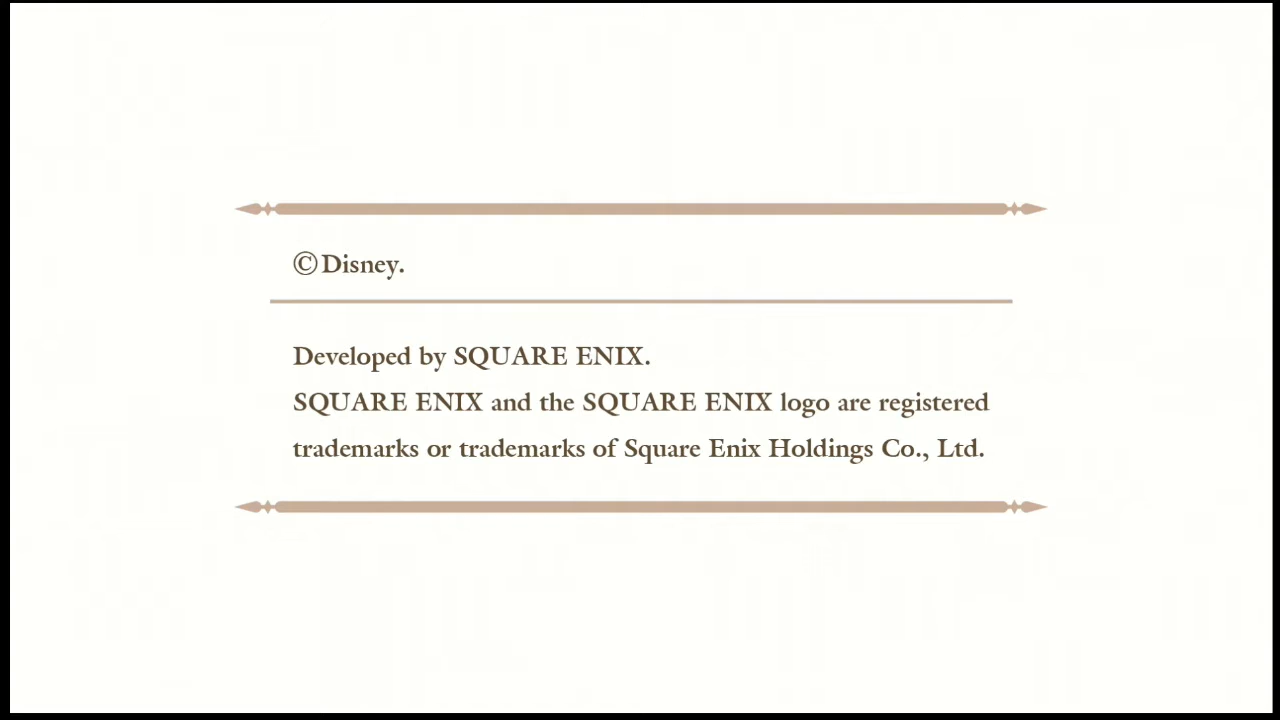 ©Disney.
Developed by SQUARE ENIX.
SQUARE ENIX and the SQUARE ENIX logo are registered
trademarks or trademarks of Square Enix Holdings Co., Ltd.